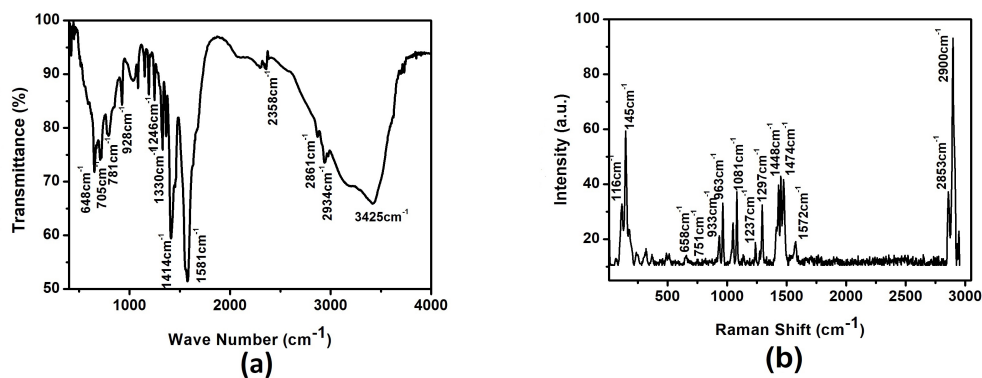 100
90
80
70
60
50
Transmittance (%)
648cm-1
705cm-1
781cm-1
928cm-1
1246cm-1
1330cm-1
1414cm-1
1581cm-1
2358cm-1
2861cm-1
2934cm-1
3425cm-1
1000 2000 3000 4000
Wave Number (cm-1)
(a)
100
80
60
40
20
Intensity (a.u.)
116cm-1
145cm-1
658cm-1
751cm-1
933cm-1
963cm-1
1081cm-1
1237cm-1
1297cm-1
1448cm-1
1474cm-1
1572cm-1
2853cm-1
2900cm-1
500 1000 1500 2000 2500 3000
Raman Shift (cm-1)
(b)